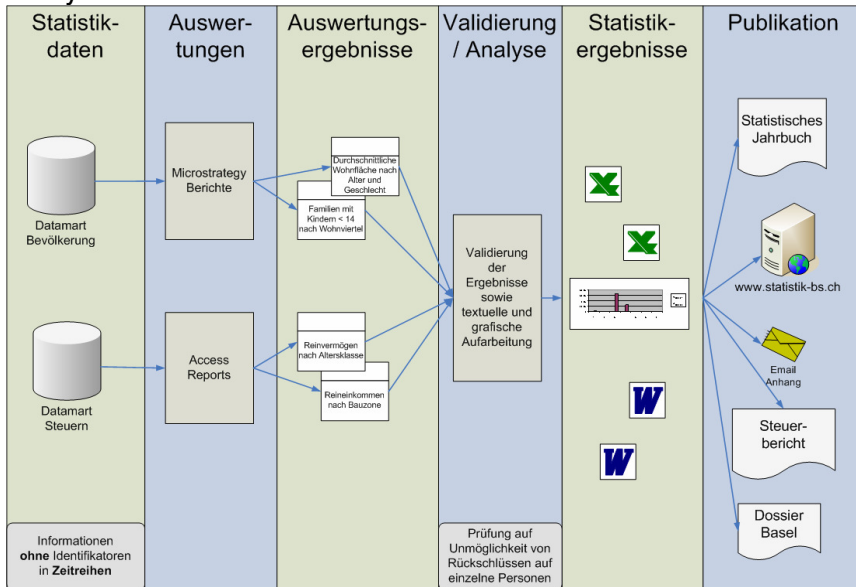 Statistik-
daten
Auswer-
tungen
Auswertungs-
ergebnisse
Validierung
/ Analyse
Statistik-
ergebnisse
Publikation
Datamart
Bevölkerung
Microstrategy
Berichte
Durchschnittliche
Wohnfläche nach
Alter und
Geschlecht
Familien mit
Kindern < 14
nach Wohnviertel
Datamart
Steuern
Access
Reports
Reinvermögen
nach Altersklasse
Reineinkommen
nach Bauzone
Validierung
der
Ergebnisse
sowie
textuelle und
grafische
Aufarbeitung
Statistisches
Jahrbuch
www.statistik-bs.ch
Email
Anhang
Steuer-
bericht
Dossier
Basel
Informationen
ohne Identifikatoren
in Zeitreihen
Prüfung auf
Unmöglichkeit von
Rückschlüssen auf
einzelne Personen